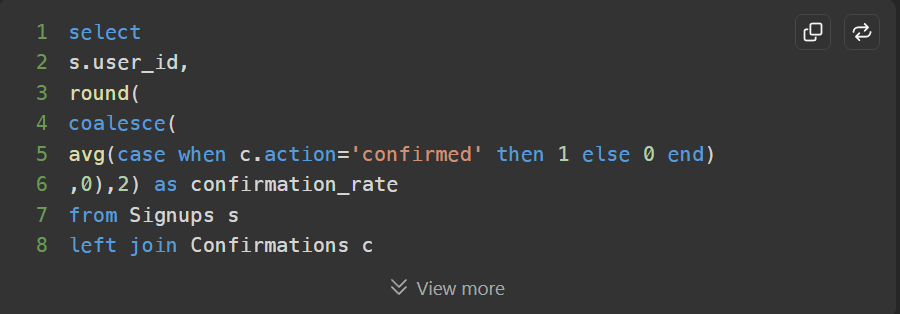 1 select
2 s.user_id,
3 round(
4 coalesce(
5 avg(case when c.action='confirmed' then 1 else 0 end)
6 ,0),2) as confirmation_rate
7 from Signups s
8 left join Confirmations c
View more